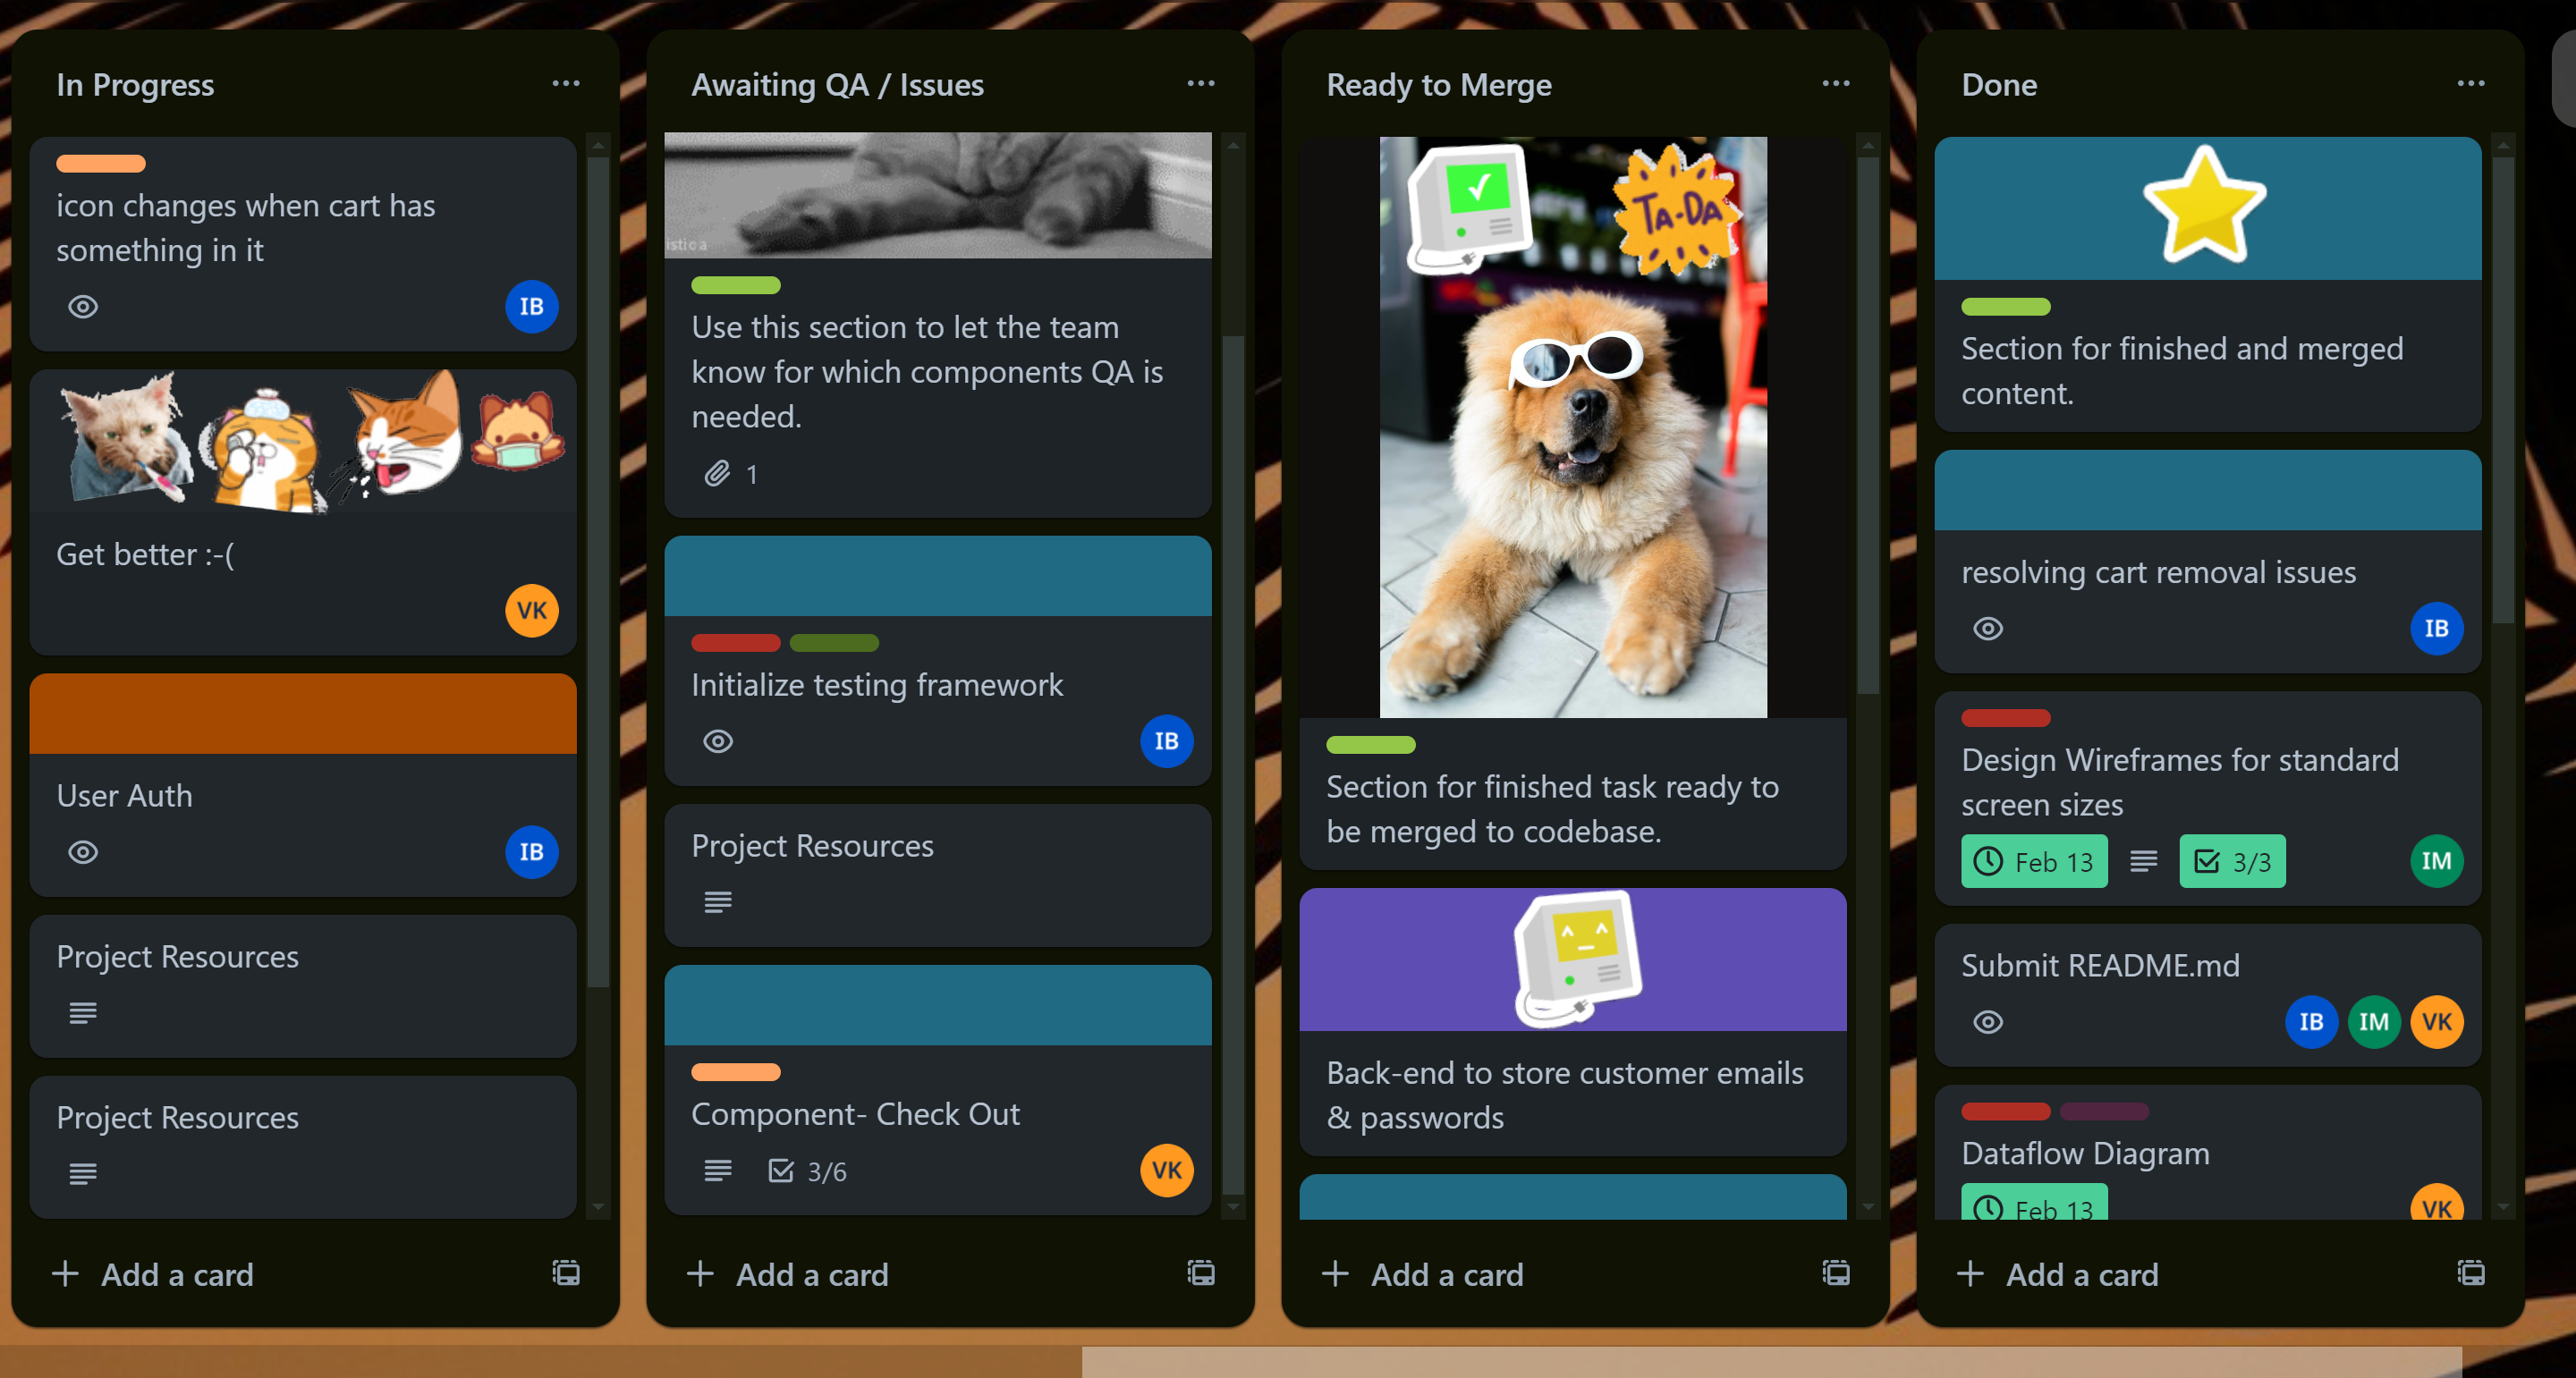 In Progress
icon changes when cart has
something in it
IB
Get better :-(
VK
User Auth
IB
Project Resources
Project Resources
Add a card
Awaiting QA / Issues
Use this section to let the team
know for which components QA is
needed.
1
Initialize testing framework
IB
Project Resources
Component- Check Out
3/6
VK
Add a card
Ready to Merge
TA-DA
Section for finished task ready to
be merged to codebase.
Back-end to store customer emails
& passwords
Add a card
Done
Section for finished and merged
content.
resolving cart removal issues
IB
Design Wireframes for standard
screen sizes
Feb 13 3/3 IM
Submit README.md
IB IM VK
Dataflow Diagram
Feb 13 VK
Add a card